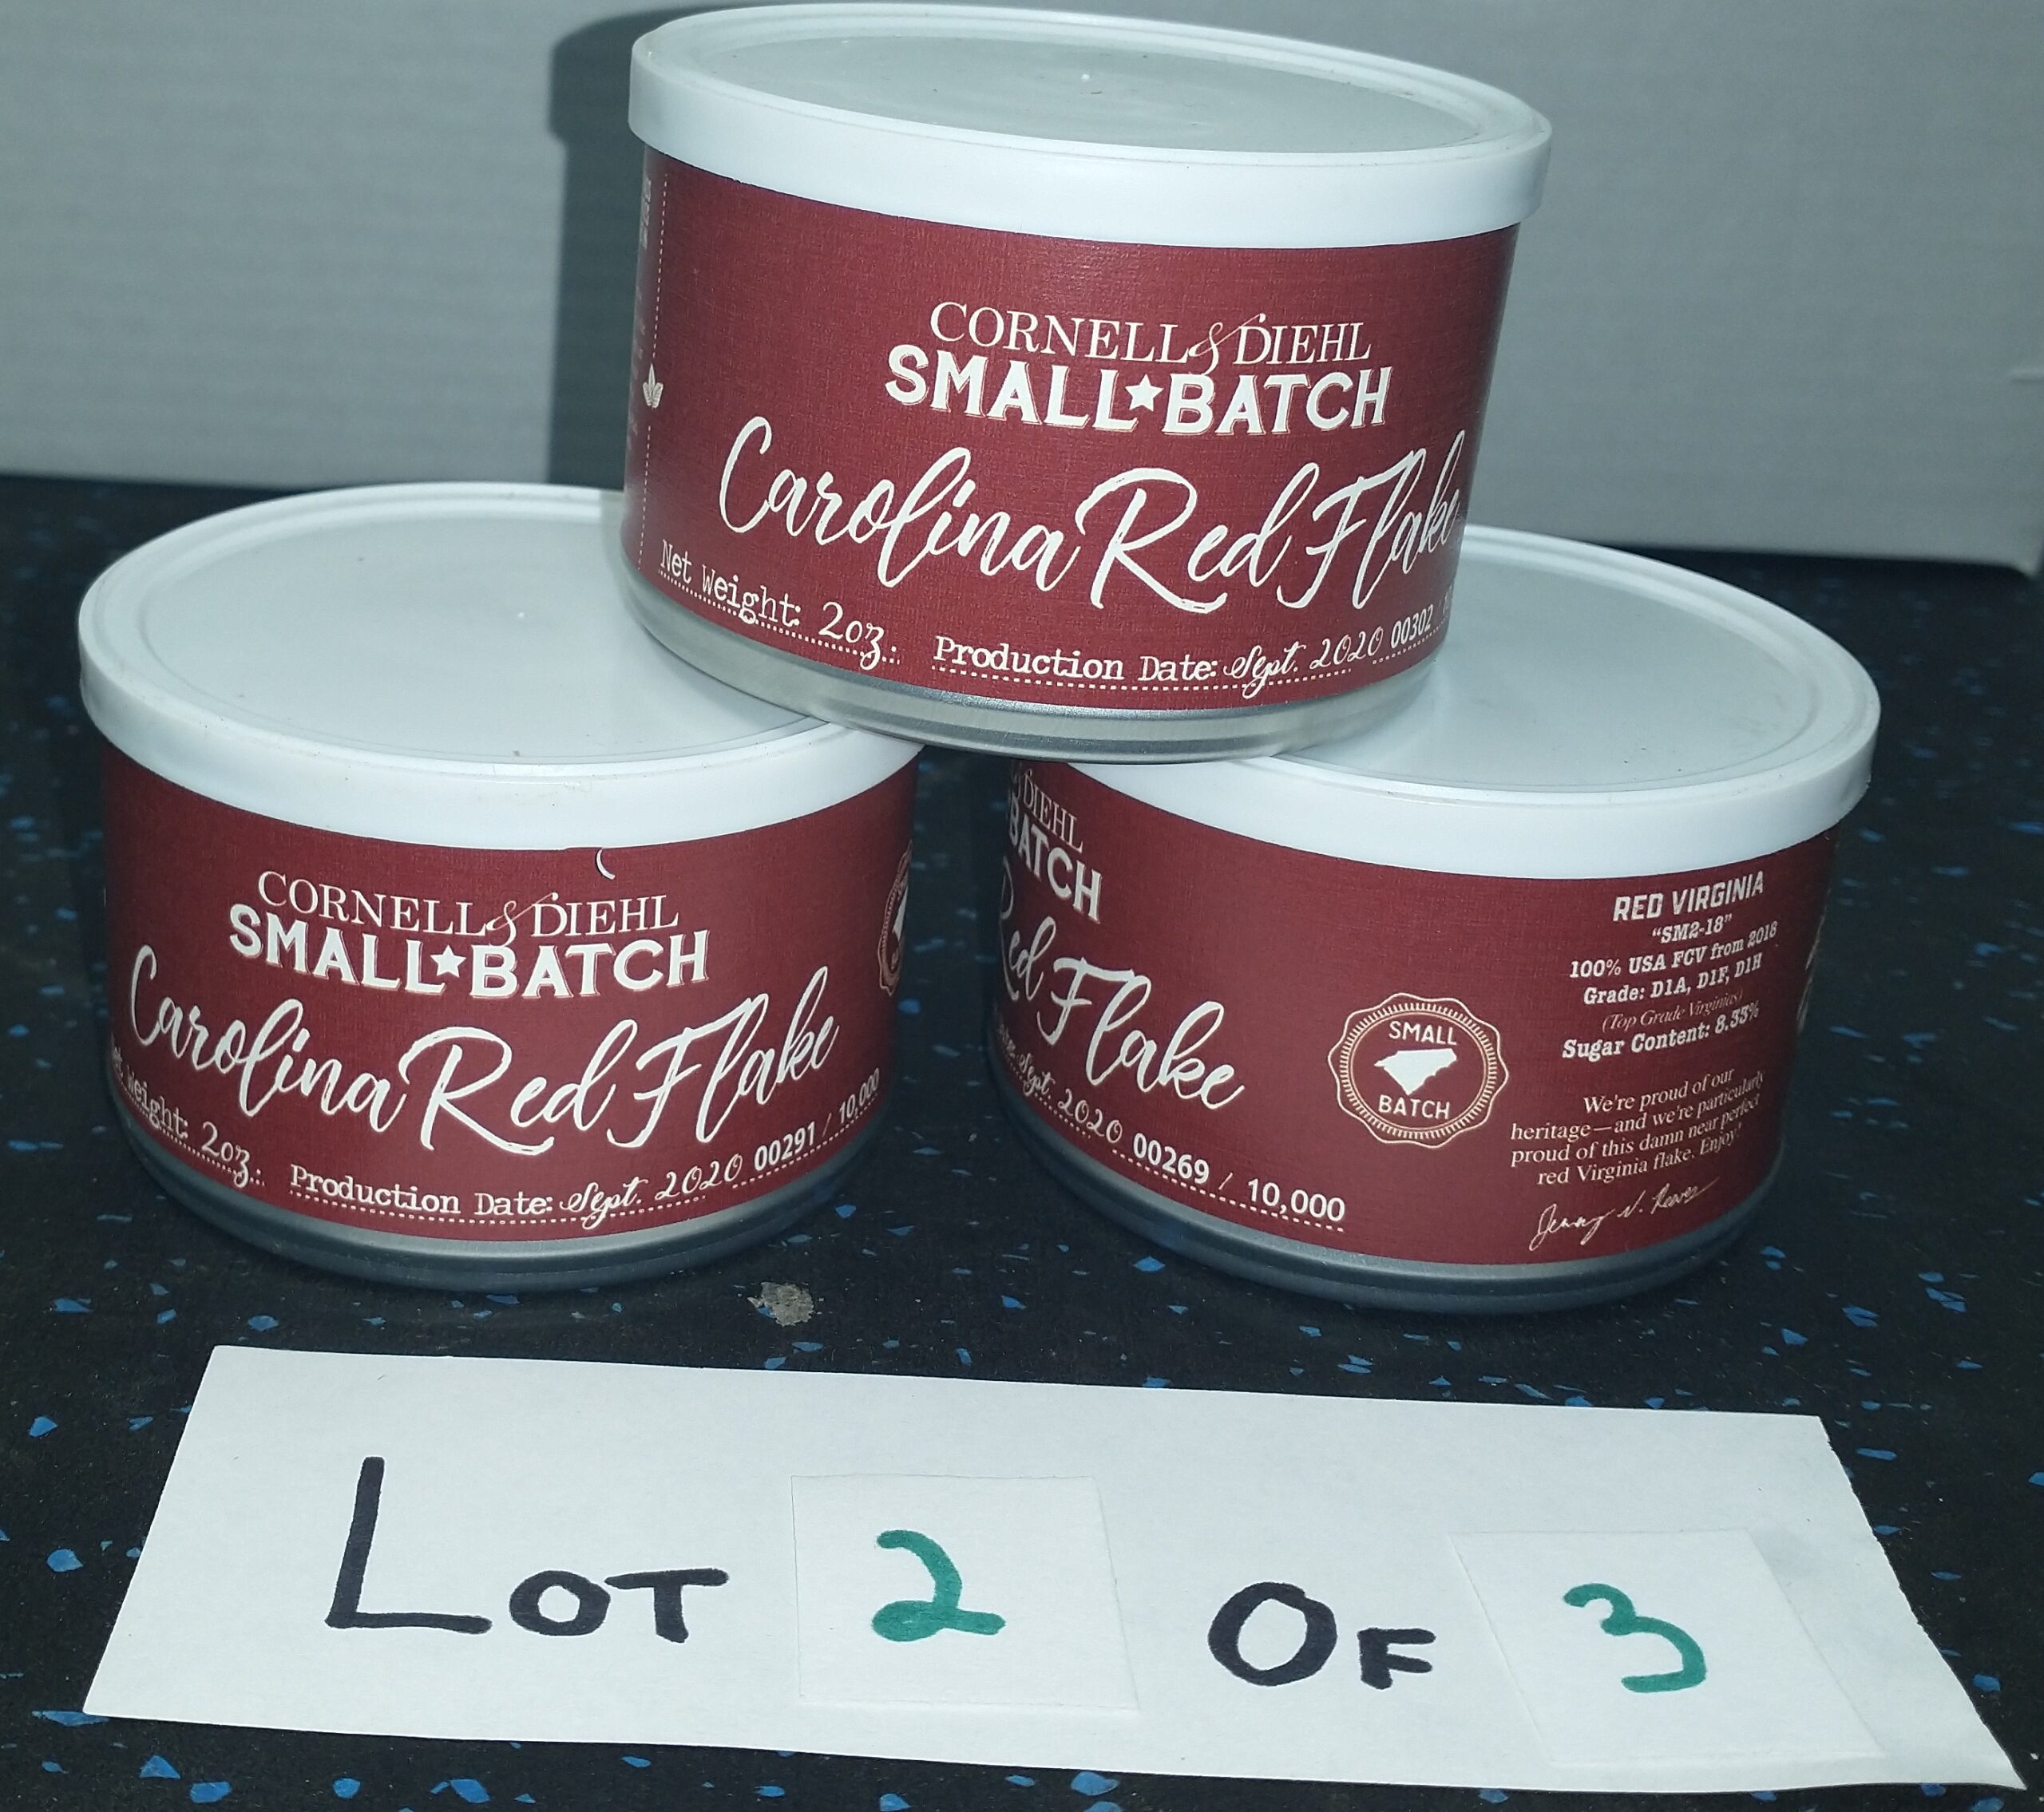 CORNELL & DIEHL
SMALL★BATCH
Carolina Red Flake
Net Weight: 2oz.
Production Date: Sept. 2020 00302 /
CORNELL & DIEHL
SMALL★BATCH
Carolina Red Flake
Weight: 2oz.
Production Date: Sept. 2020 00291 / 10,000
DIEHL
BATCH
Red Flake
Sept. 2020 00269 / 10,000
SMALL
BATCH
RED VIRGINIA
"SM2-18"
100% USA FCV from 2018
Grade: D1A, D1F, D1H
(Top Grade Virginias)
Sugar Content: 8.33%
We're proud of our
heritage—and we're particularly
proud of this damn near perfect
red Virginia flake. Enjoy.
LOT 2 OF 3